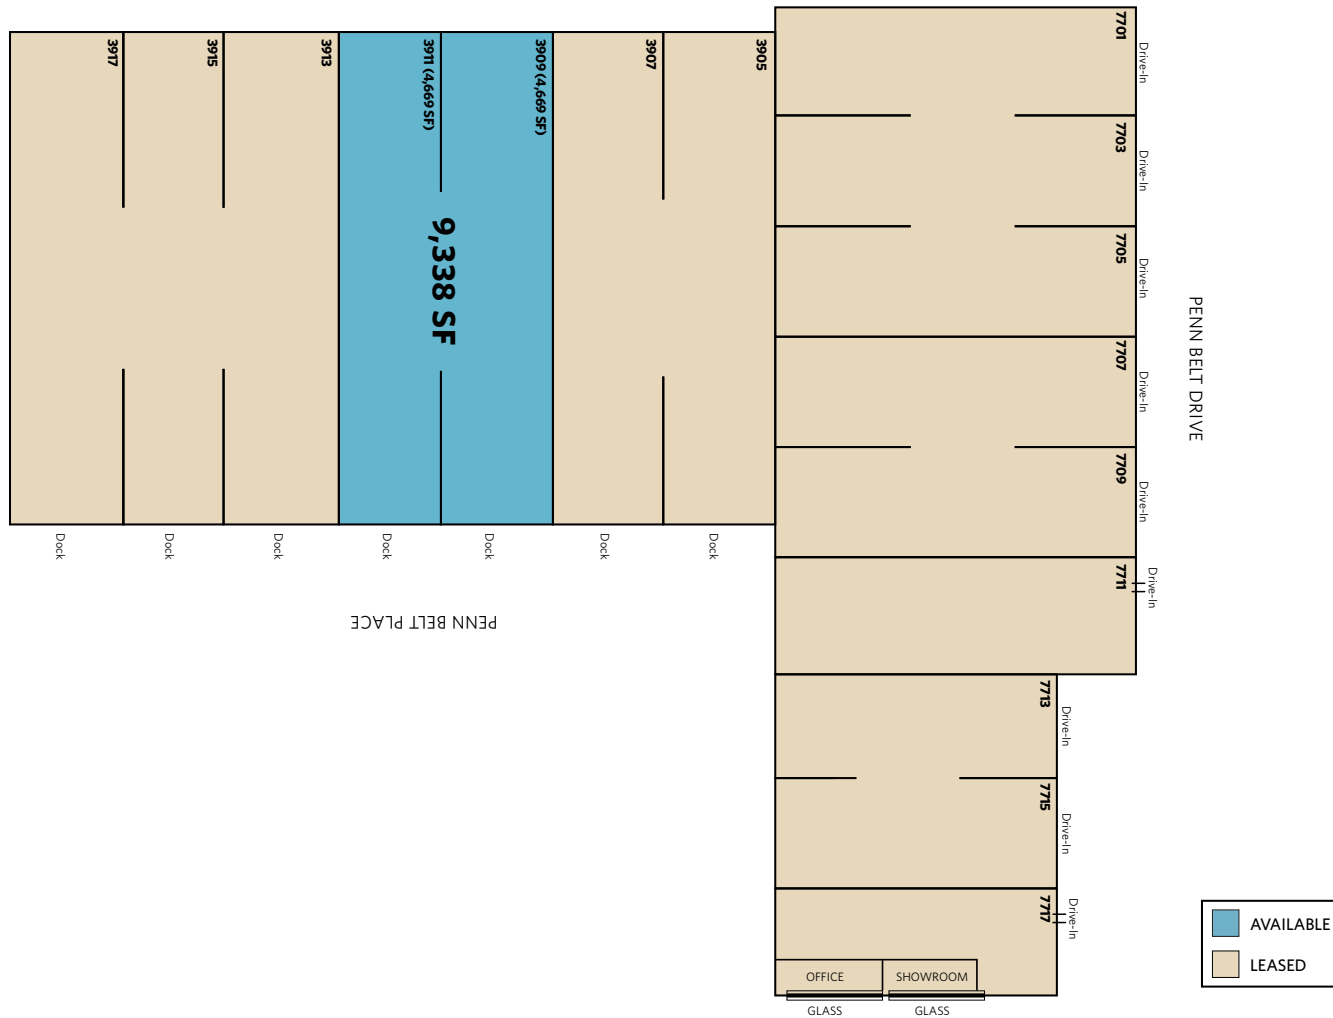 3917
3915
3913
3911 (4,669 SF)
3909 (4,669 SF)
3907
3905
9,338 SF
Dock
Dock
Dock
Dock
Dock
Dock
Dock
PENN BELT PLACE
7701
Drive-In
7703
Drive-In
7705
Drive-In
7707
Drive-In
7709
Drive-In
7711
Drive-In
7713
Drive-In
7715
Drive-In
7717
Drive-In
PENN BELT DRIVE
OFFICE
SHOWROOM
GLASS
GLASS
AVAILABLE
LEASED